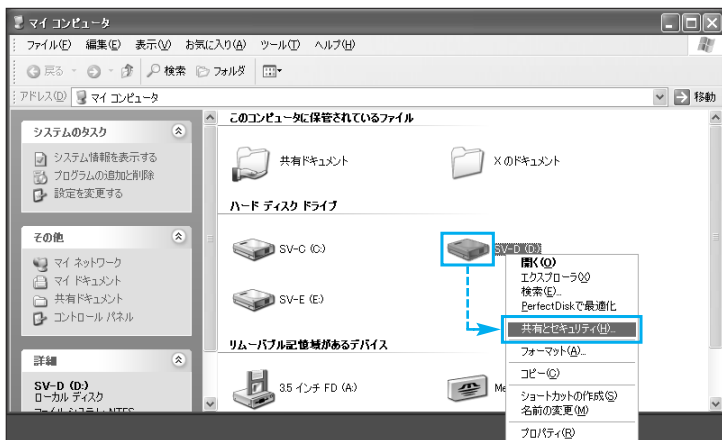 マイ コンピュータ
ファイル(F) 編集(E) 表示(V) お気に入り(A) ツール(T) ヘルプ(H)
戻る 検索 フォルダ
アドレス(D) マイ コンピュータ 移動
システムのタスク
システム情報を表示する
プログラムの追加と削除
設定を変更する
その他
マイ ネットワーク
マイ ドキュメント
共有ドキュメント
コントロール パネル
詳細
SV-D (D:)
ローカル ディスク
ファイル システム: NTFS
このコンピュータに保管されているファイル
共有ドキュメント
X のドキュメント
ハード ディスク ドライブ
SV-C (C:)
SV-D (D:)
SV-E (E:)
リムーバブル記憶域があるデバイス
3.5 インチ FD (A:)
Me
開く(O)
エクスプローラ(X)
検索(E)...
PerfectDiskで最適化
共有とセキュリティ(H)...
フォーマット(A)...
コピー(C)
ショートカットの作成(S)
名前の変更(M)
プロパティ(R)